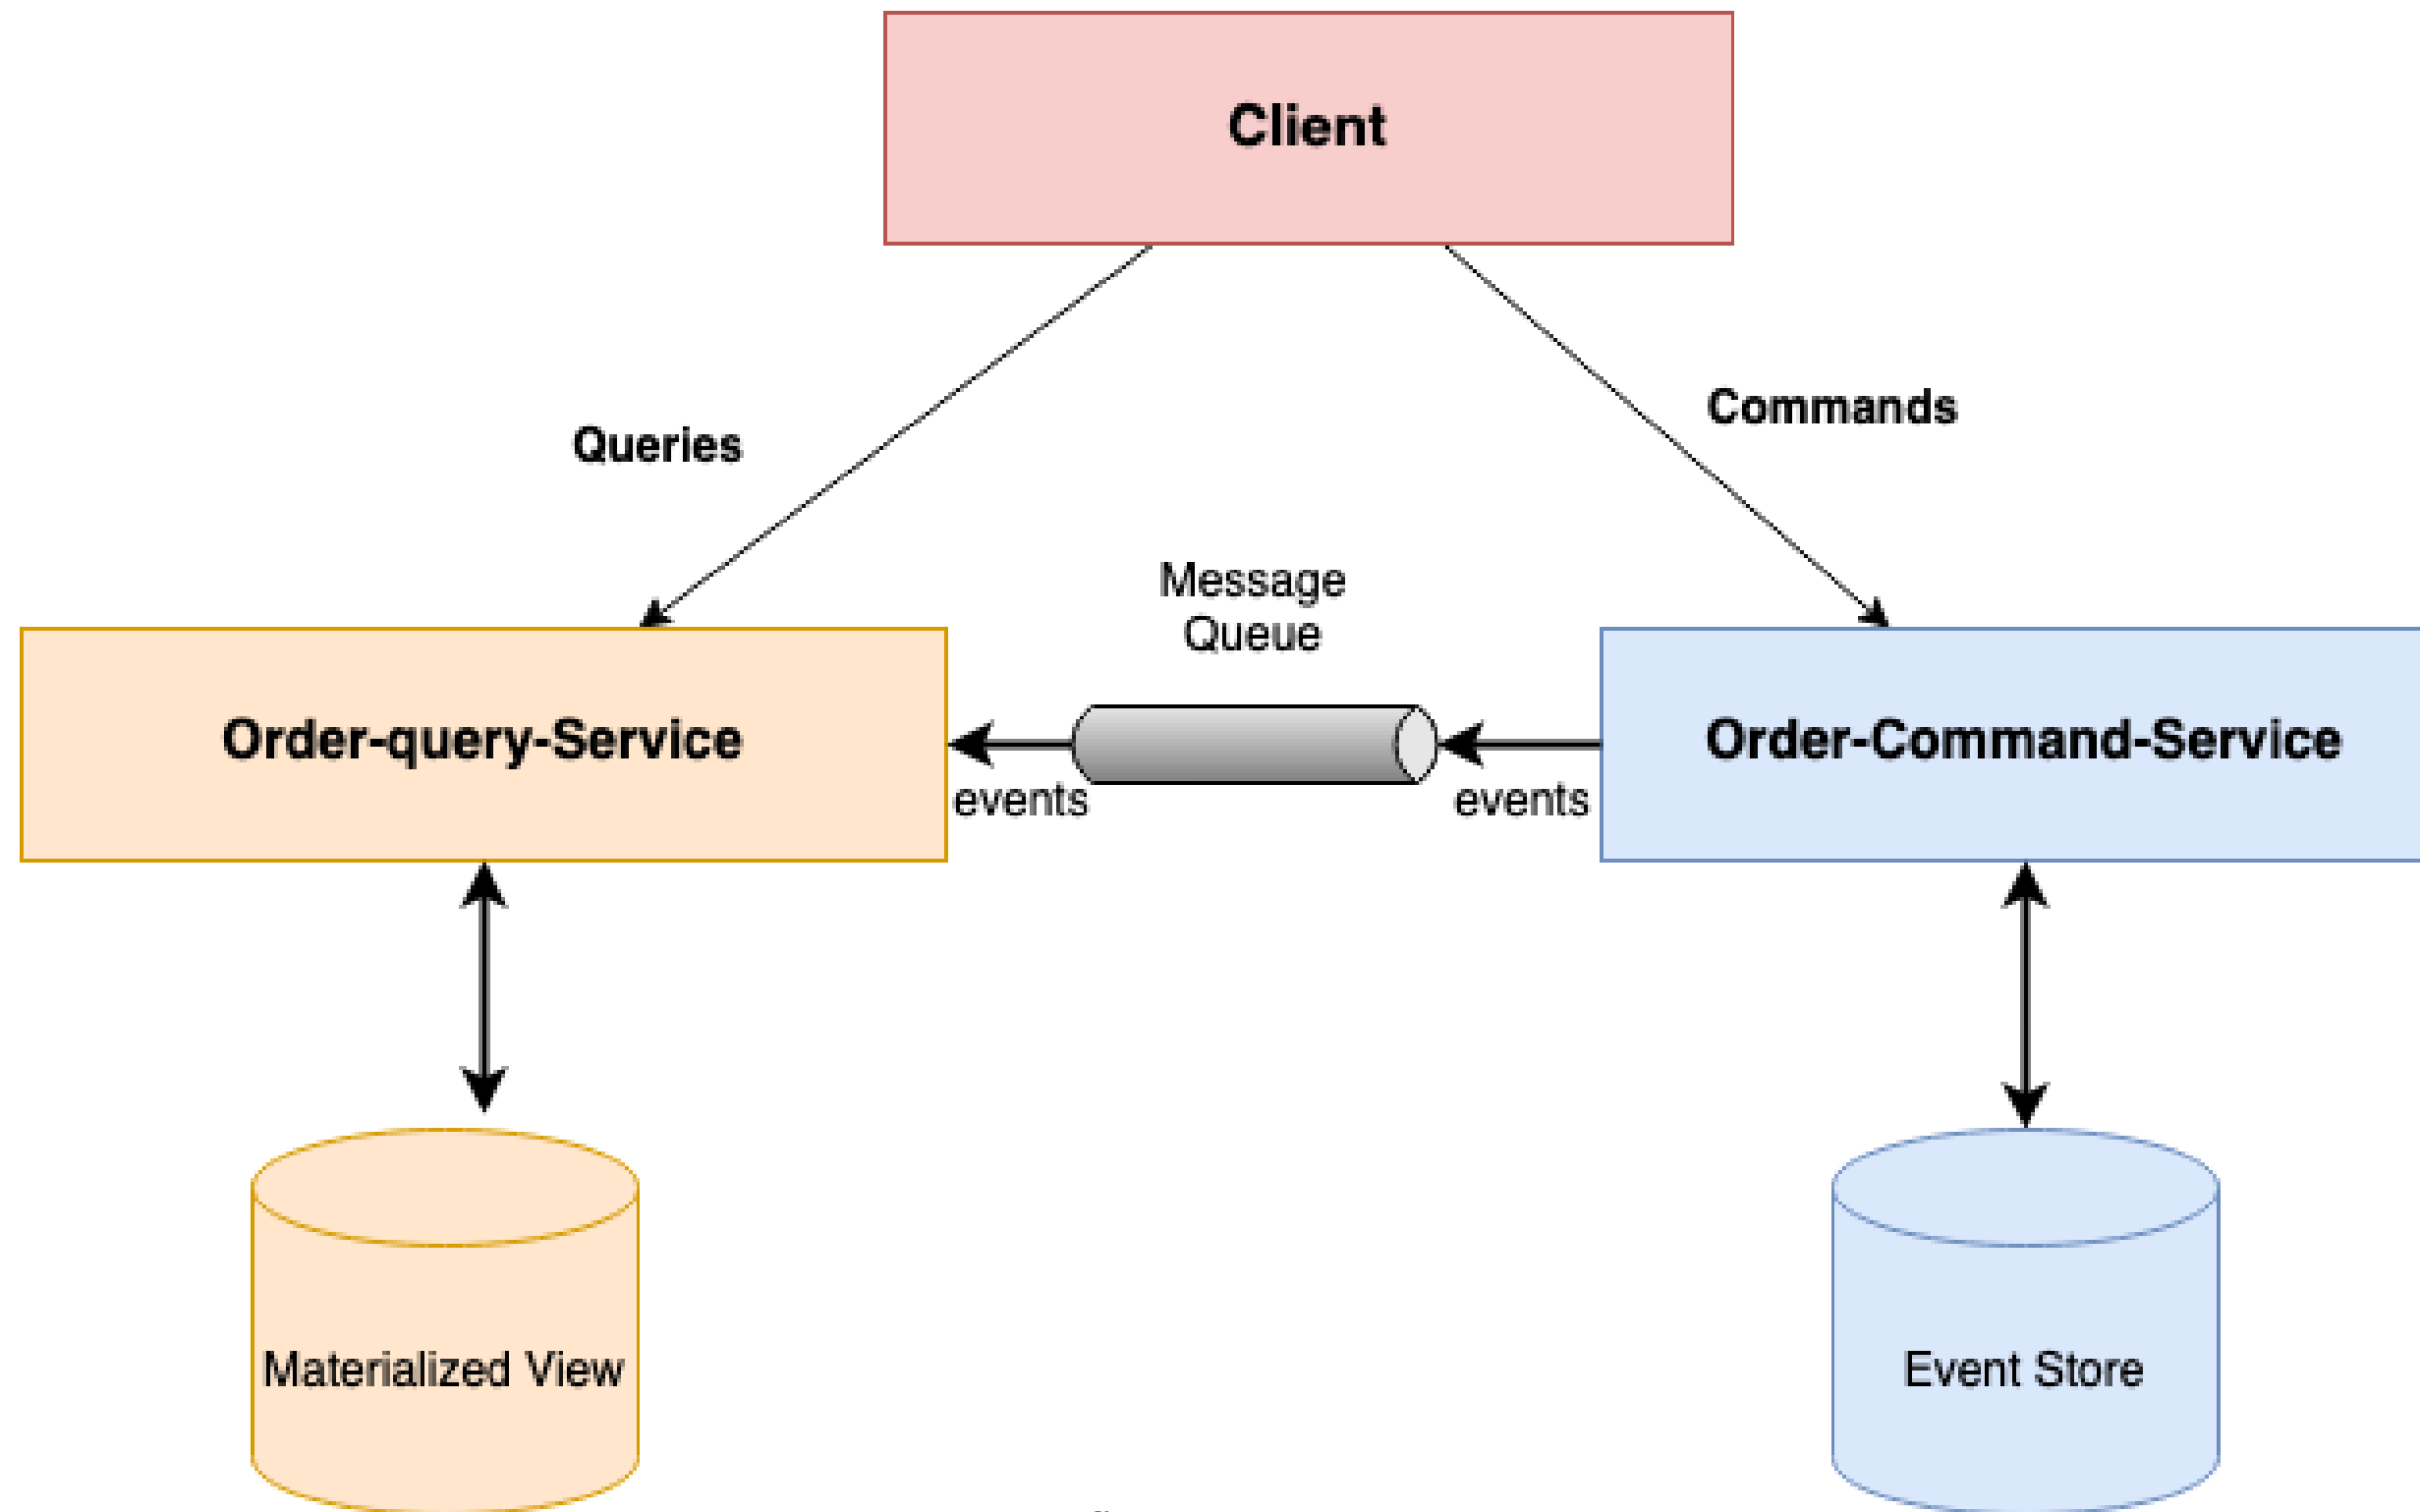 Client
Queries
Commands
Message
Queue
Order-query-Service
events
events
Order-Command-Service
Materialized View
Event Store